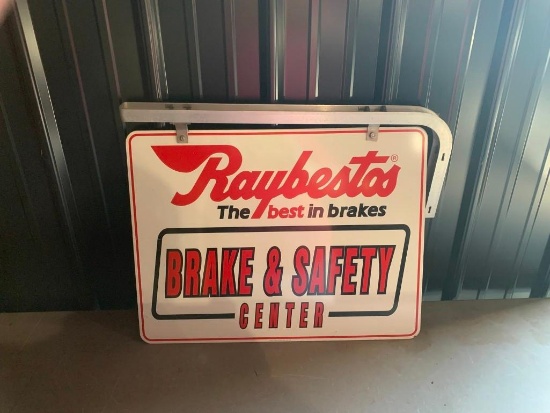 Raybestos®
The best in brakes
BRAKE & SAFETY
CENTER